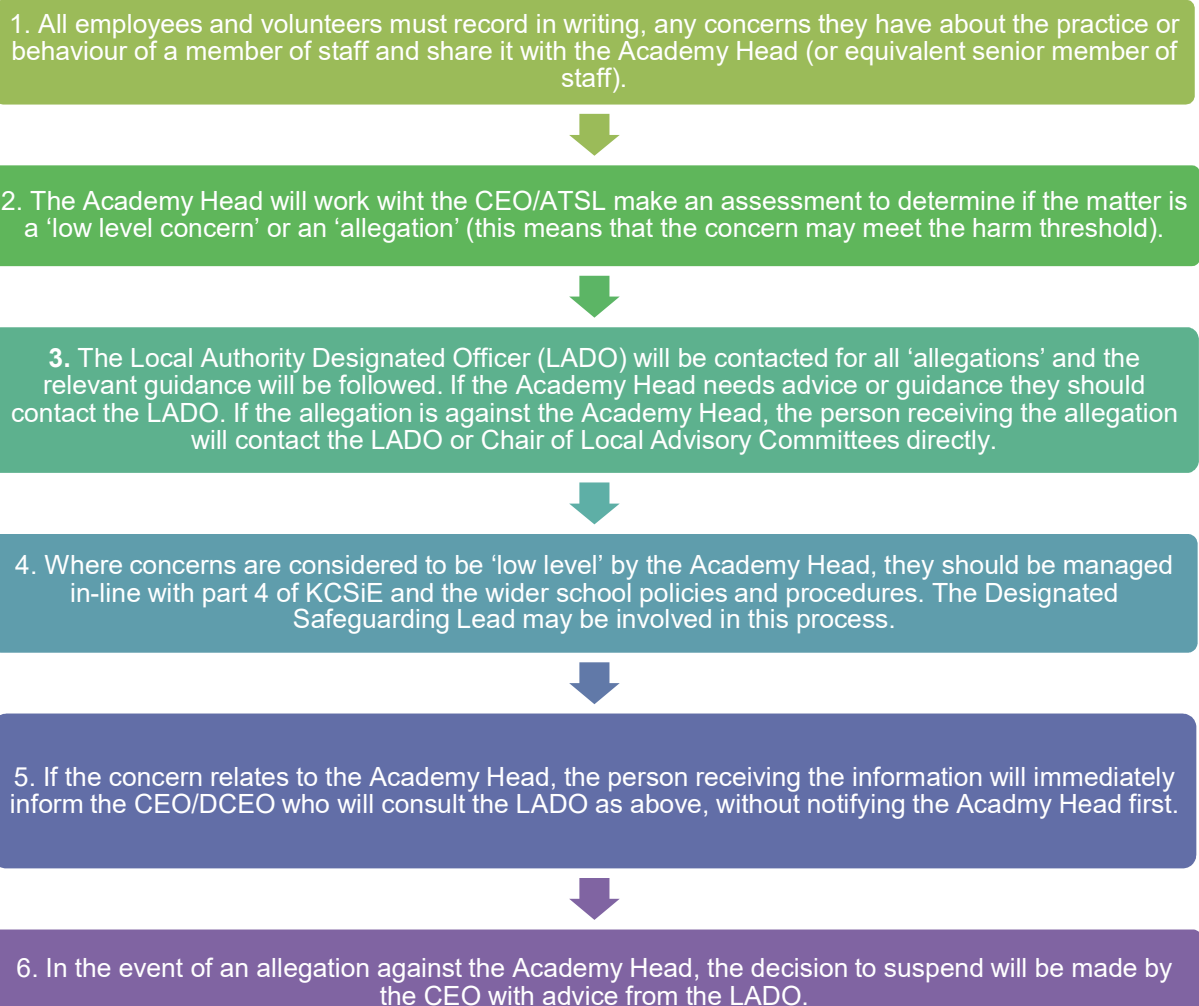 1. All employees and volunteers must record in writing, any concerns they have about the practice or
behaviour of a member of staff and share it with the Academy Head (or equivalent senior member of
staff).
2. The Academy Head will work wiht the CEO/ATSL make an assessment to determine if the matter is
a ‘low level concern’ or an ‘allegation’ (this means that the concern may meet the harm threshold).
3. The Local Authority Designated Officer (LADO) will be contacted for all ‘allegations’ and the
relevant guidance will be followed. If the Academy Head needs advice or guidance they should
contact the LADO. If the allegation is against the Academy Head, the person receiving the allegation
will contact the LADO or Chair of Local Advisory Committees directly.
4. Where concerns are considered to be ‘low level’ by the Academy Head, they should be managed
in-line with part 4 of KCSiE and the wider school policies and procedures. The Designated
Safeguarding Lead may be involved in this process.
5. If the concern relates to the Academy Head, the person receiving the information will immediately
inform the CEO/DCEO who will consult the LADO as above, without notifying the Acadmy Head first.
6. In the event of an allegation against the Academy Head, the decision to suspend will be made by
the CEO with advice from the LADO.